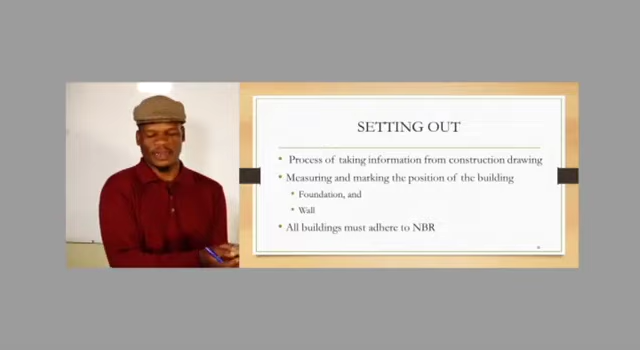 SETTING OUT
• Process of taking information from construction drawing
• Measuring and marking the position of the building
• Foundation, and
• Wall
• All buildings must adhere to NBR